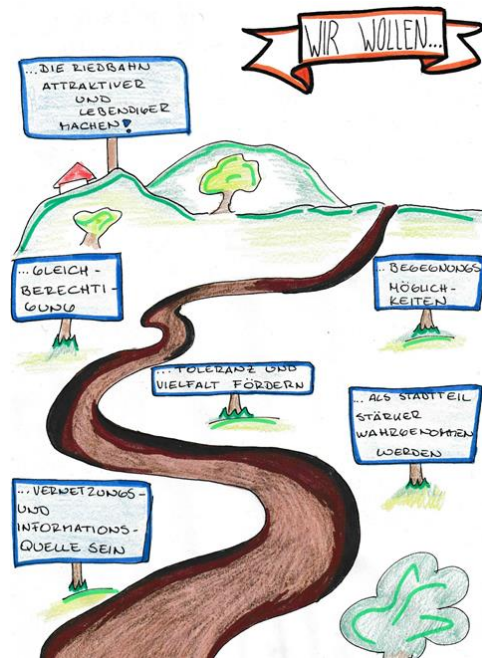 WIR WOLLEN...
...DIE RIEDBAHN
ATTRAKTIVER
UND
LEBENDIGER
MACHEN!
...GLEICH-
BERECHTI-
GUNG
...BEGEGNUNGS
MÖGLICH-
KEITEN
...TOLERANZ UND
VIELFALT FÖRDERN
...ALS STADTTEIL
STÄRKER
WAHRGENOMMEN
WERDEN
...VERNETZUNGS-
UND
INFORMATIONS-
QUELLE SEIN